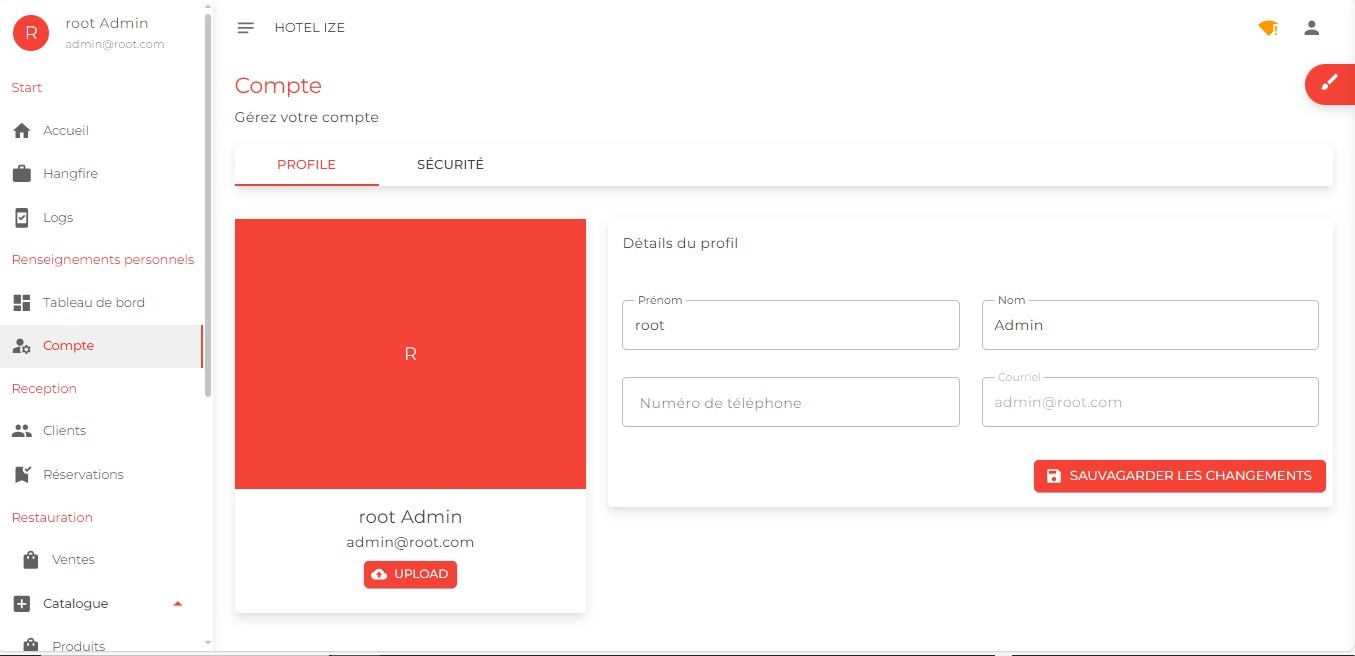 R
root Admin
admin@root.com
Start
Accueil
Hangfire
Logs
Renseignements personnels
Tableau de bord
Compte
Reception
Clients
Réservations
Restauration
Ventes
Catalogue
Produits
HOTEL IZE
Compte
Gérez votre compte
PROFILE
SÉCURITÉ
R
root Admin
admin@root.com
UPLOAD
Détails du profil
Prénom
root
Nom
Admin
Numéro de téléphone
Courriel
admin@root.com
SAUVAGARDER LES CHANGEMENTS